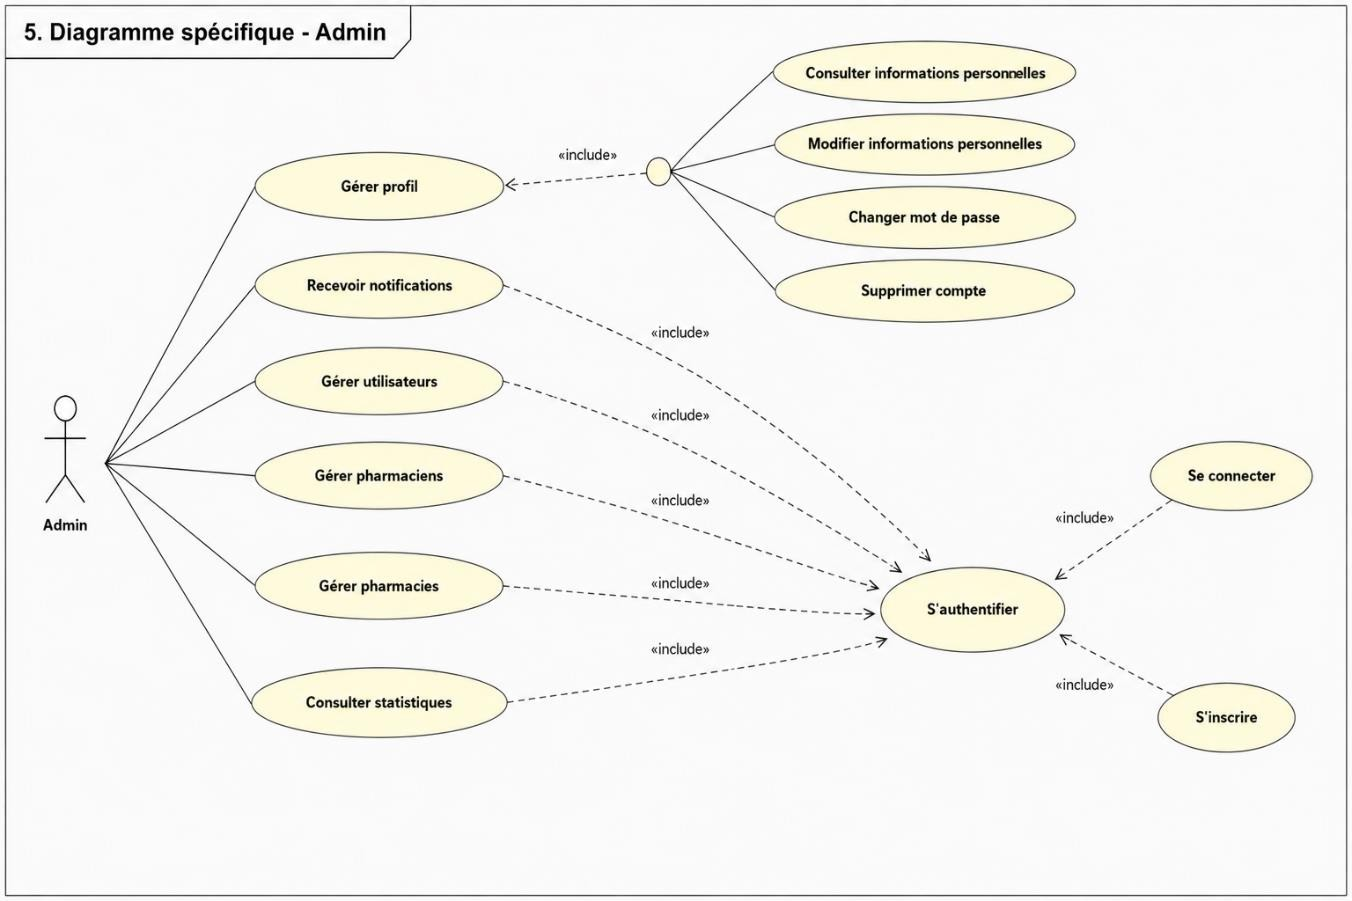 5. Diagramme spécifique - Admin
Consulter informations personnelles
Modifier informations personnelles
«include»
Gérer profil
Changer mot de passe
Recevoir notifications
Supprimer compte
«include»
Gérer utilisateurs
«include»
Gérer pharmaciens
Se connecter
«include»
«include»
Admin
Gérer pharmacies
«include»
S'authentifier
«include»
«include»
Consulter statistiques
S'inscrire